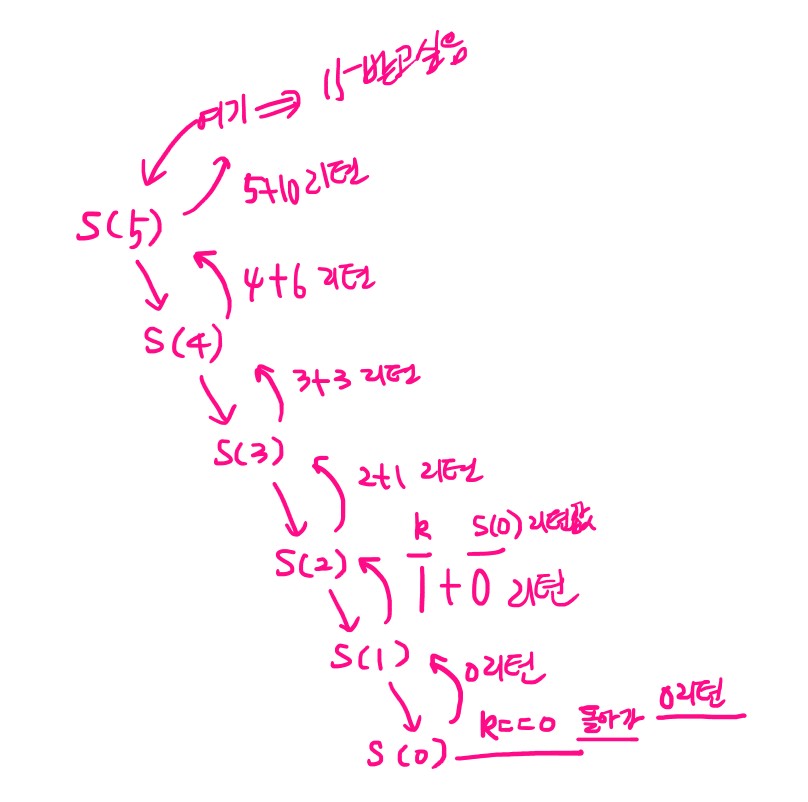 여기 ⇒ 15 받고싶음
5+10 리턴
S(5)
4+6 리턴
S(4)
3+3 리턴
S(3)
2+1 리턴
k S(0) 리턴값
S(2)
1+0 리턴
S(1)
0리턴
0리턴
k==0 돌아가
S(0)